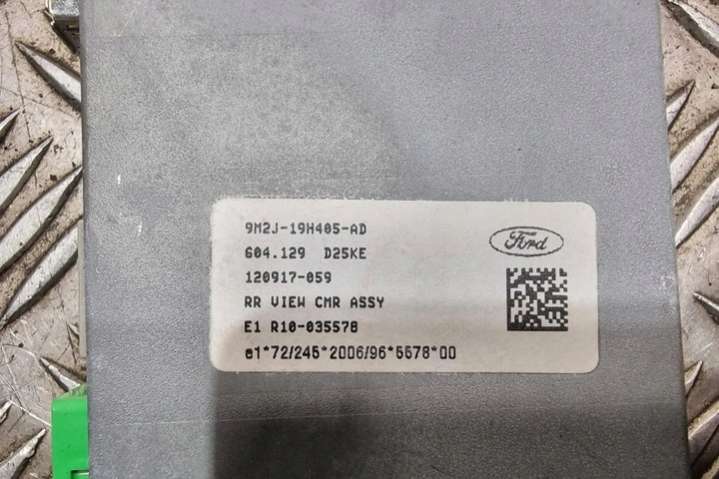 9M2J-19H405-AD
Ford
604.129 D25KE
120917-059
RR VIEW CMR ASSY
E1 R10-035578
e1*72/245*2006/96*5578*00